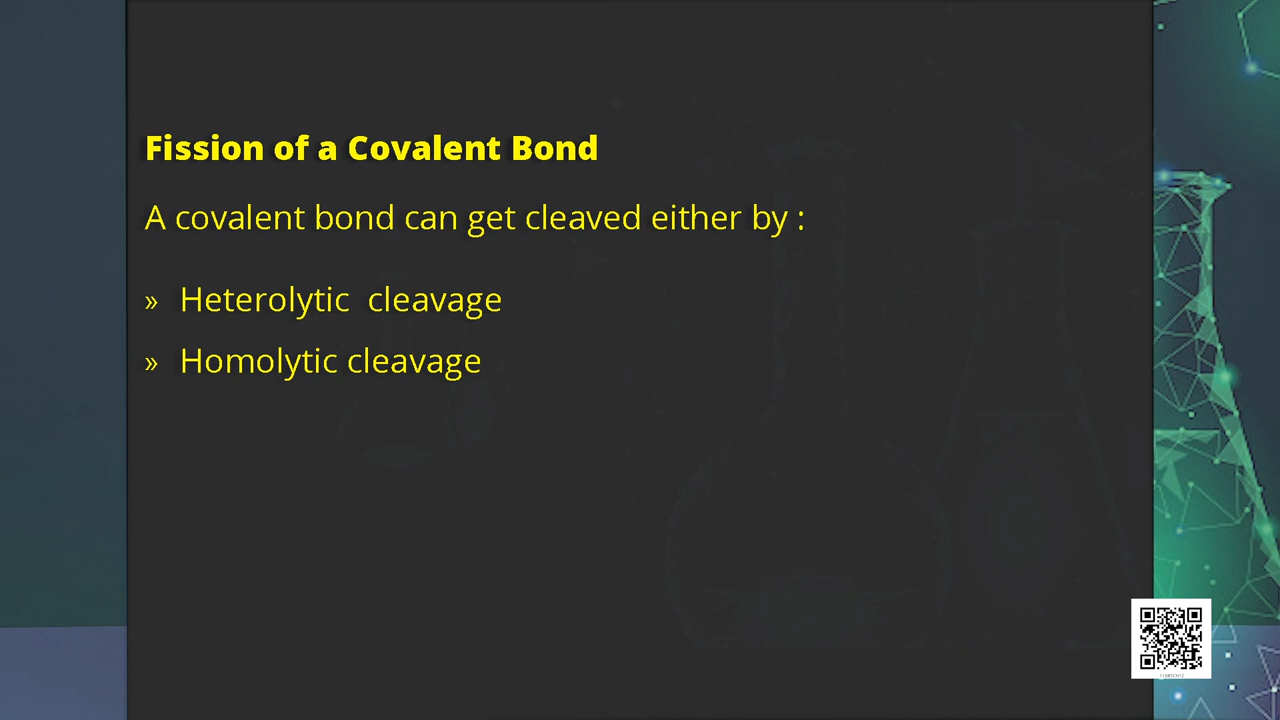 Fission of a Covalent Bond
A covalent bond can get cleaved either by :
» Heterolytic  cleavage
» Homolytic cleavage